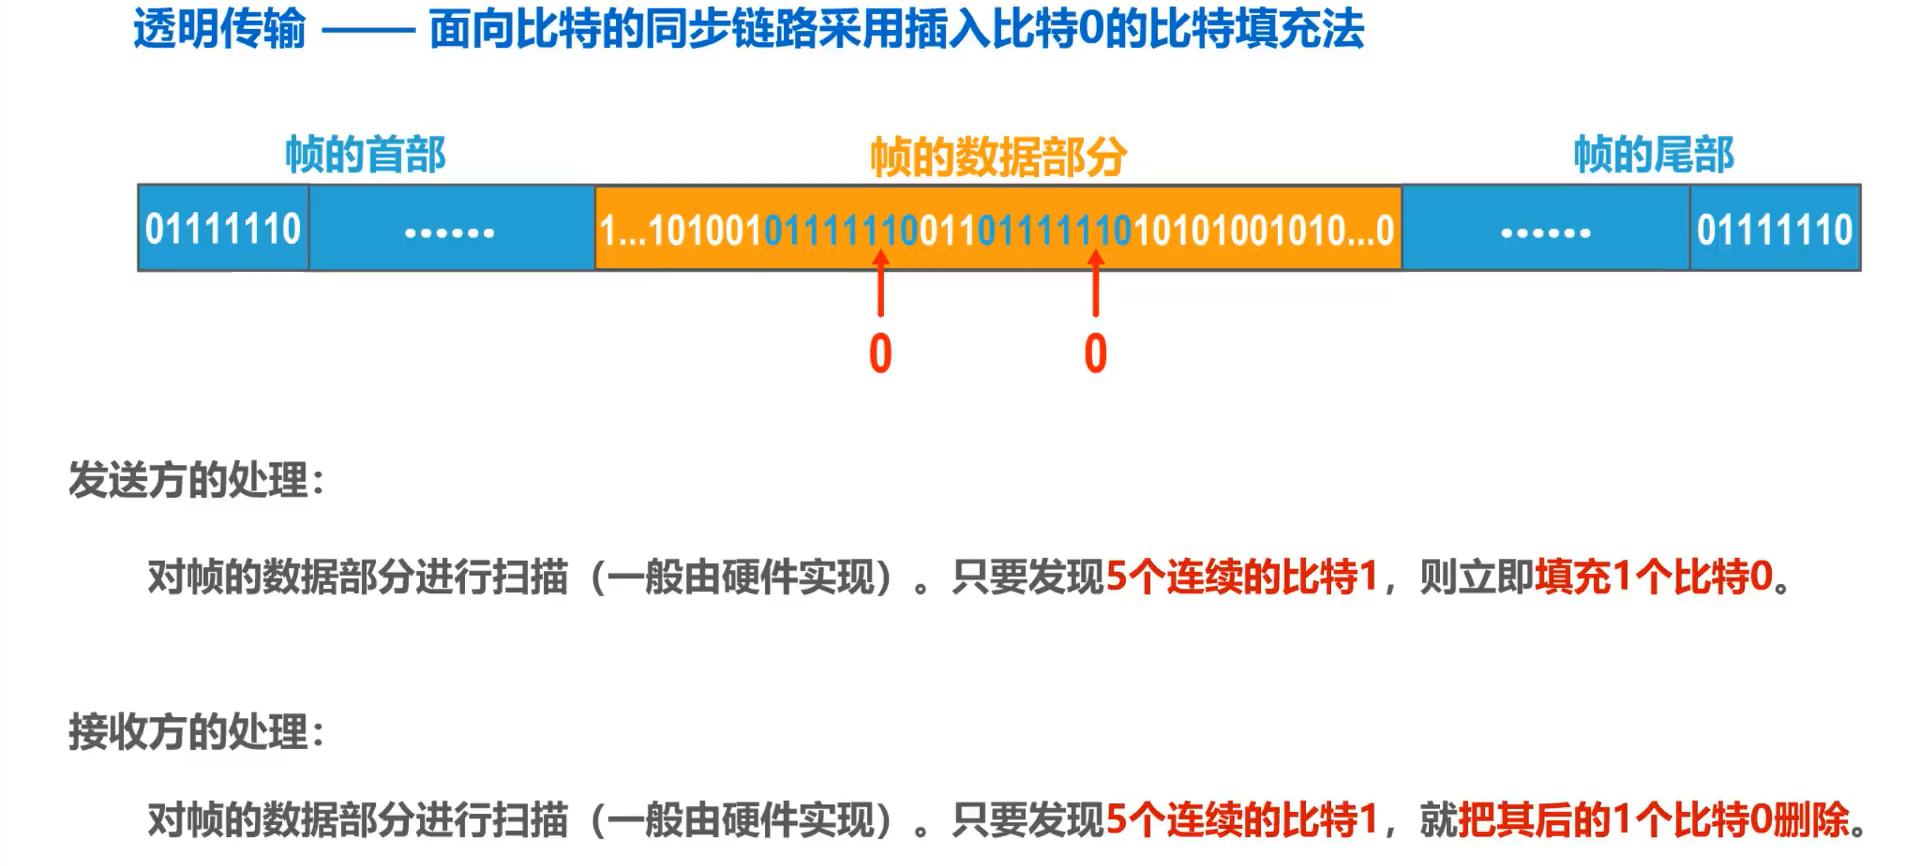 透明传输 —— 面向比特的同步链路采用插入比特0的比特填充法
帧的首部 帧的数据部分 帧的尾部
01111110 …… 1...101001011111100110111111010101001010...0 …… 01111110
0 0
发送方的处理：
对帧的数据部分进行扫描（一般由硬件实现）。只要发现5个连续的比特1，则立即填充1个比特0。
接收方的处理：
对帧的数据部分进行扫描（一般由硬件实现）。只要发现5个连续的比特1，就把其后的1个比特0删除。